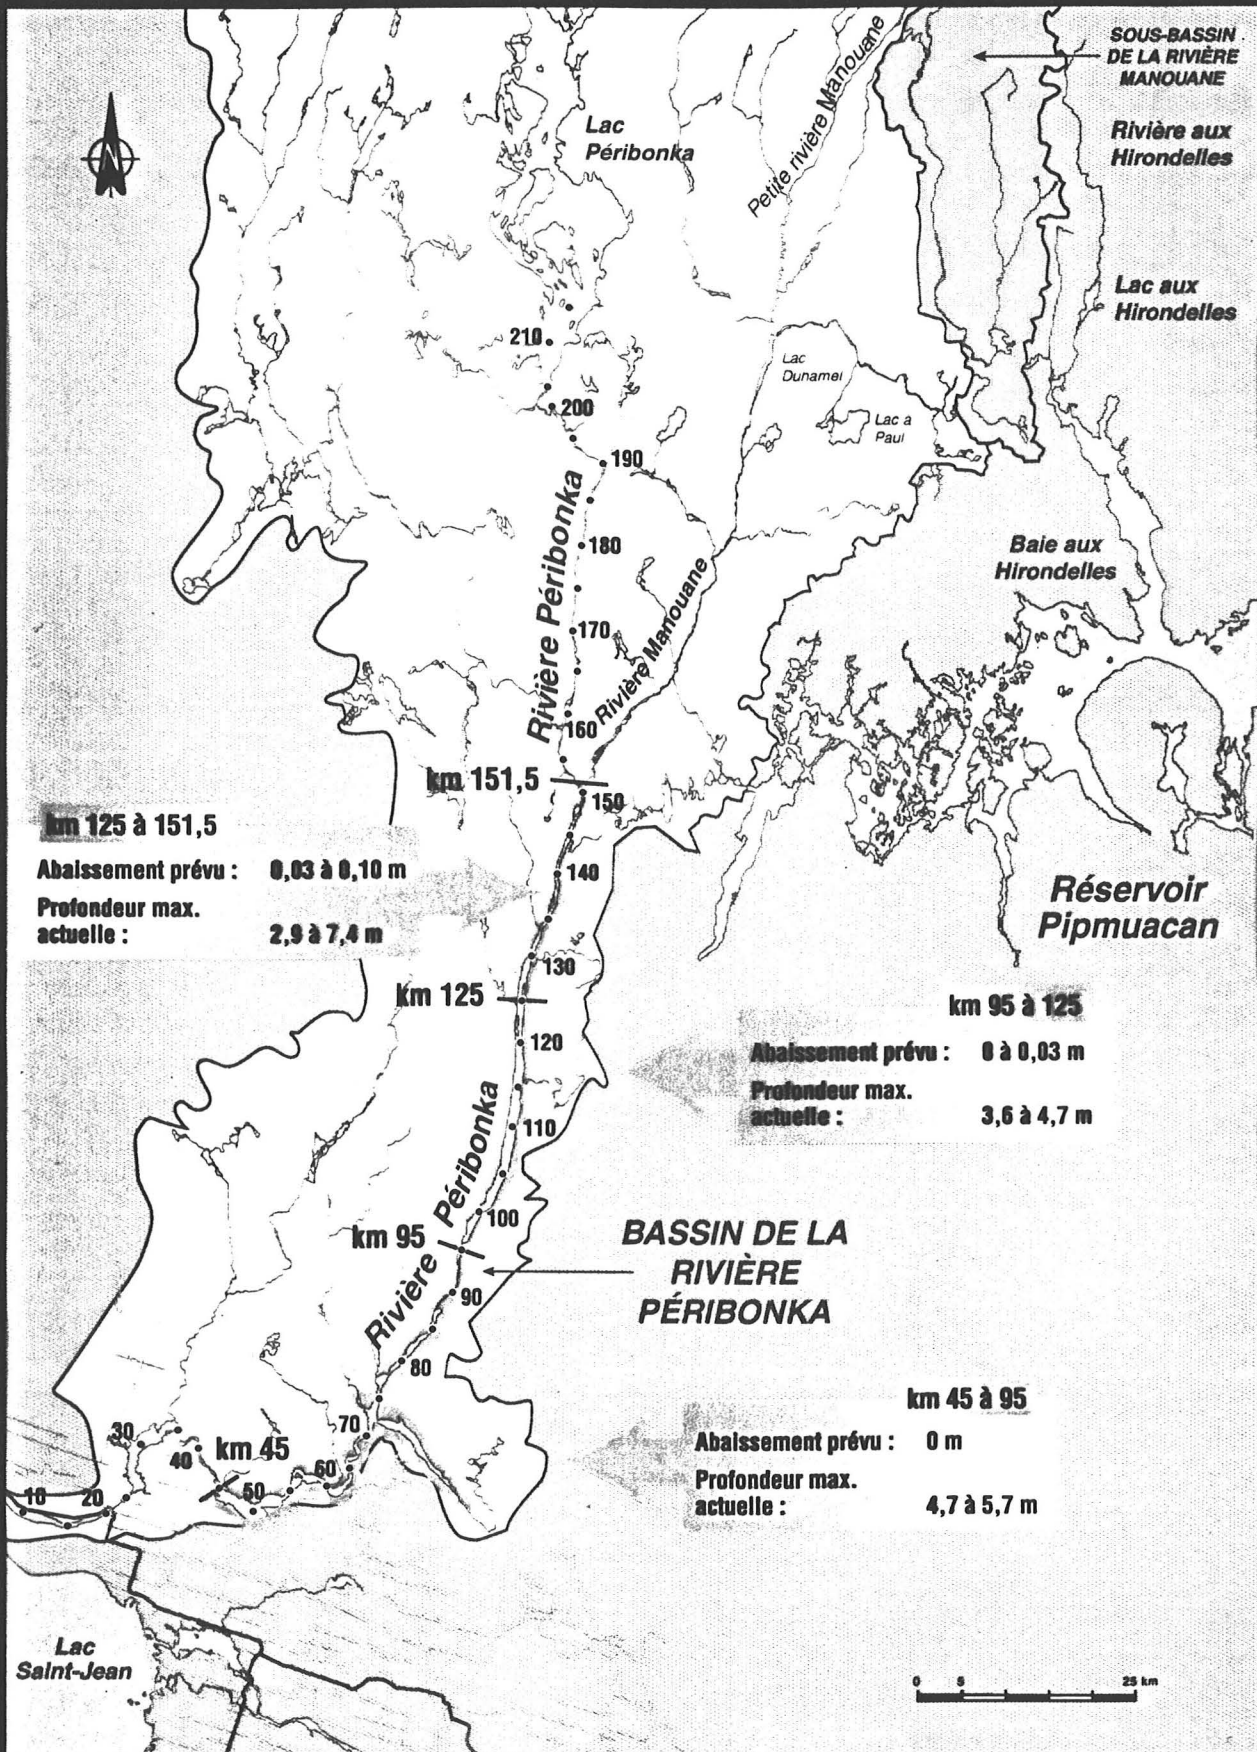 SOUS-BASSIN
DE LA RIVIÈRE
MANOUANE
N
Lac
Péribonka
Petite rivière Manouane
Rivière aux
Hirondelles
Lac aux
Hirondelles
210
Lac
Duhamel
200
Lac à
Paul
190
Rivière Péribonka
180
Baie aux
Hirondelles
Rivière Manouane
170
160
km 151,5
150
km 125 à 151,5
Abaissement prévu : 0,03 à 0,10 m
Profondeur max.
actuelle : 2,9 à 7,4 m
140
Réservoir
Pipmuacan
130
km 125
km 95 à 125
Abaissement prévu : 0 à 0,03 m
Profondeur max.
actuelle : 3,6 à 4,7 m
120
110
Rivière Péribonka
100
km 95
BASSIN DE LA
RIVIÈRE
PÉRIBONKA
90
80
km 45 à 95
Abaissement prévu : 0 m
Profondeur max.
actuelle : 4,7 à 5,7 m
70
30
40
km 45
60
50
10
20
Lac
Saint-Jean
0 5 25 km